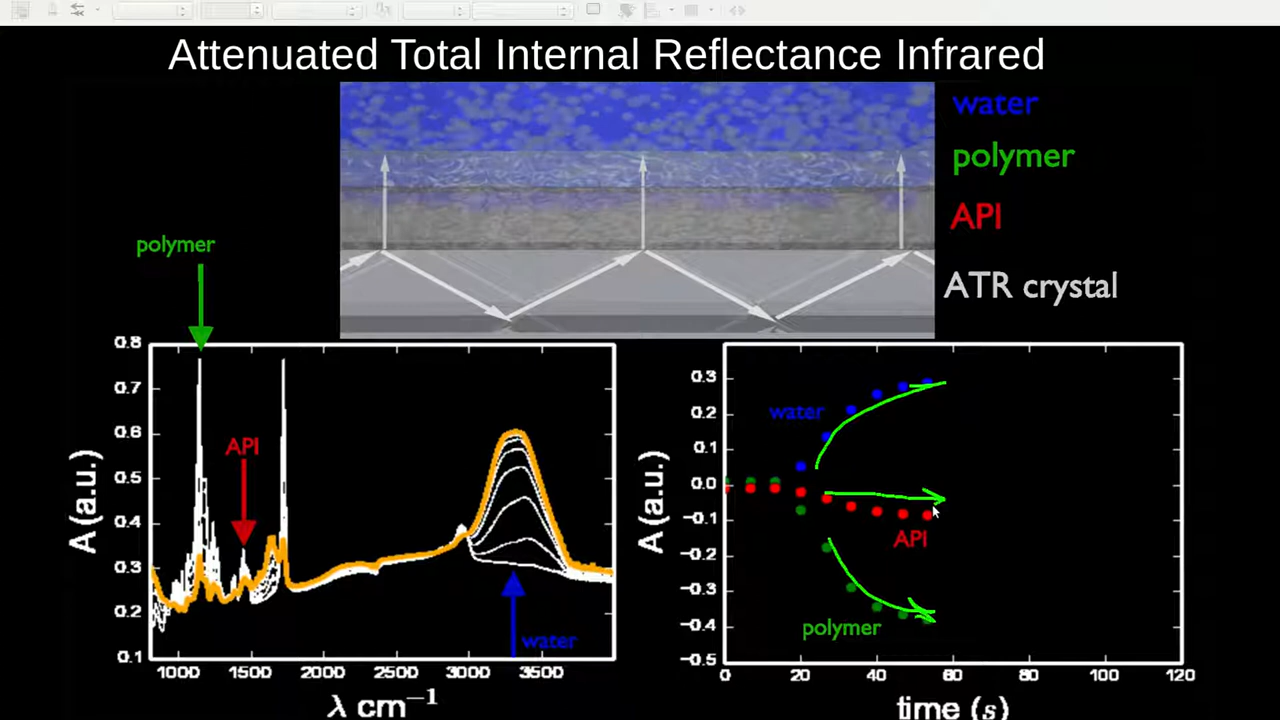 Attenuated Total Internal Reflectance Infrared
water
polymer
API
ATR crystal
polymer
API
water
A (a.u.)
0.8
0.7
0.6
0.5
0.4
0.3
0.2
0.1
1000 1500 2000 2500 3000 3500
λ cm⁻¹
A (a.u.)
0.3
0.2
0.1
0.0
−0.1
−0.2
−0.3
−0.4
−0.5
water
API
polymer
0 20 40 60 80 100 120
time (s)